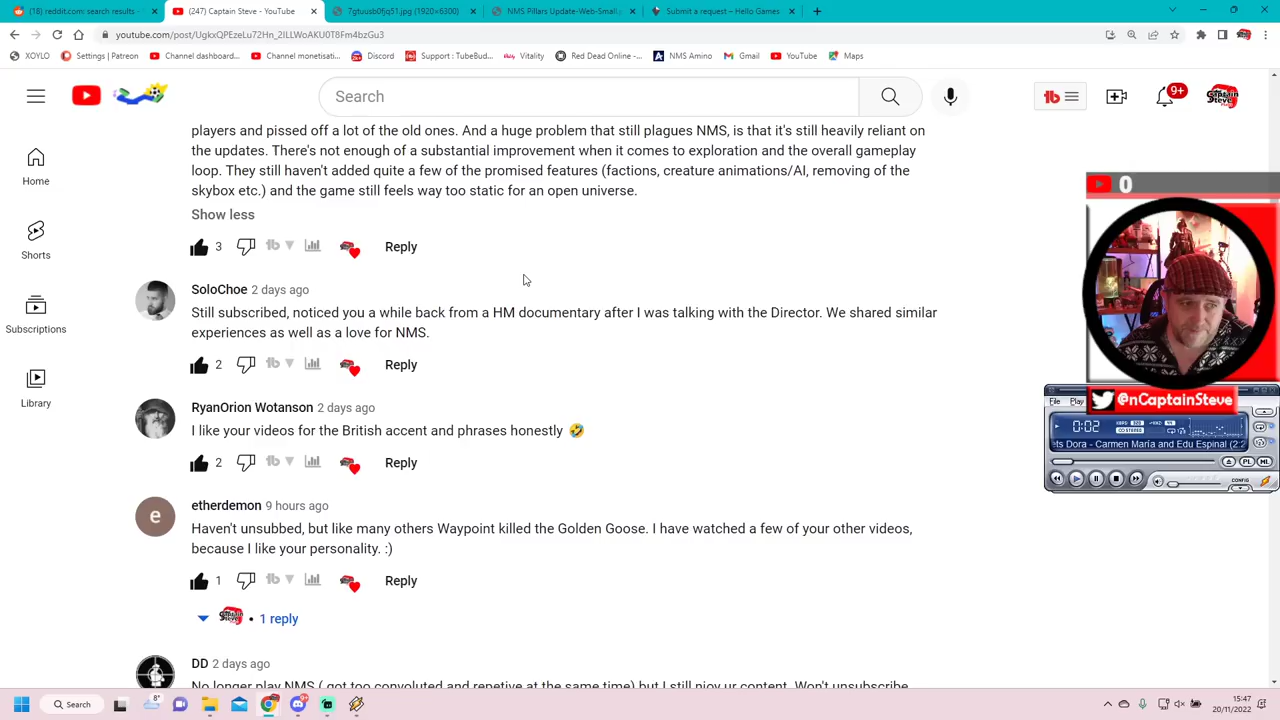 (18) reddit.com: search results -
(247) Captain Steve - YouTube
Tgtuusb0fjq51.jpg (1920×6300)
NMS Pillars Update-Web-Small.
Submit a request – Hello Games
youtube.com/post/UgkxQPEzeLu72Hn_2ILLWoAKU0T8Fm4bzGu3
XOYLO
Settings | Patreon
Channel dashboard...
Channel monetisati...
Discord
Support : TubeBud...
Vitality
Red Dead Online -...
NMS Amino
Gmail
YouTube
Maps
Search
9+
Home
Shorts
Subscriptions
Library
players and pissed off a lot of the old ones. And a huge problem that still plagues NMS, is that it's still heavily reliant on
the updates. There's not enough of a substantial improvement when it comes to exploration and the overall gameplay
loop. They still haven't added quite a few of the promised features (factions, creature animations/AI, removing of the
skybox etc.) and the game still feels way too static for an open universe.
Show less
3 Reply
SoloChoe 2 days ago
Still subscribed, noticed you a while back from a HM documentary after I was talking with the Director. We shared similar
experiences as well as a love for NMS.
2 Reply
RyanOrion Wotanson 2 days ago
I like your videos for the British accent and phrases honestly 🤣
2 Reply
etherdemon 9 hours ago
Haven't unsubbed, but like many others Waypoint killed the Golden Goose. I have watched a few of your other videos,
because I like your personality. :)
1 Reply
• 1 reply
DD 2 days ago
No longer play NMS ( got too convoluted and repetive at the same time) but I still njoy ur content. Won't unsubscribe
0
@nCaptainSteve
File Play
0:02
STEREO
ets Dora - Carmen María and Edu Espinal (2:2
PL ML
CONFIG
Search
8°
15:47
20/11/2022